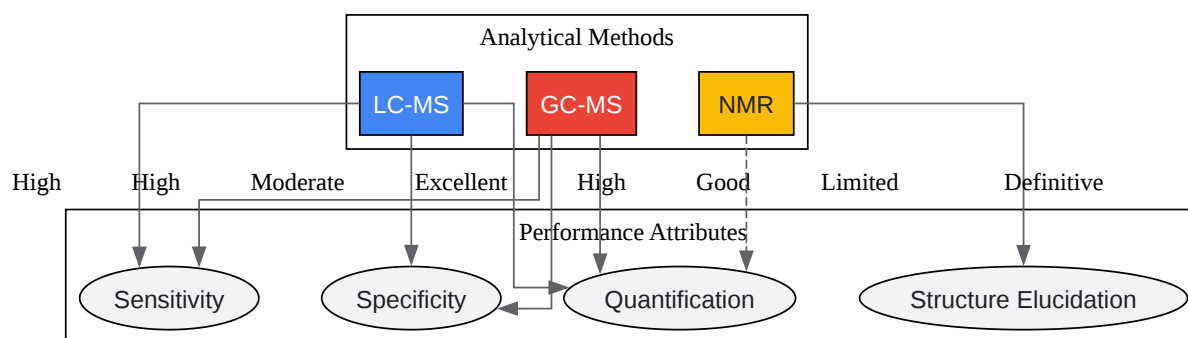 Analytical Methods
LC-MS
GC-MS
NMR
High
High
Moderate
Excellent
High
Good
Limited
Definitive
Performance Attributes
Sensitivity
Specificity
Quantification
Structure Elucidation